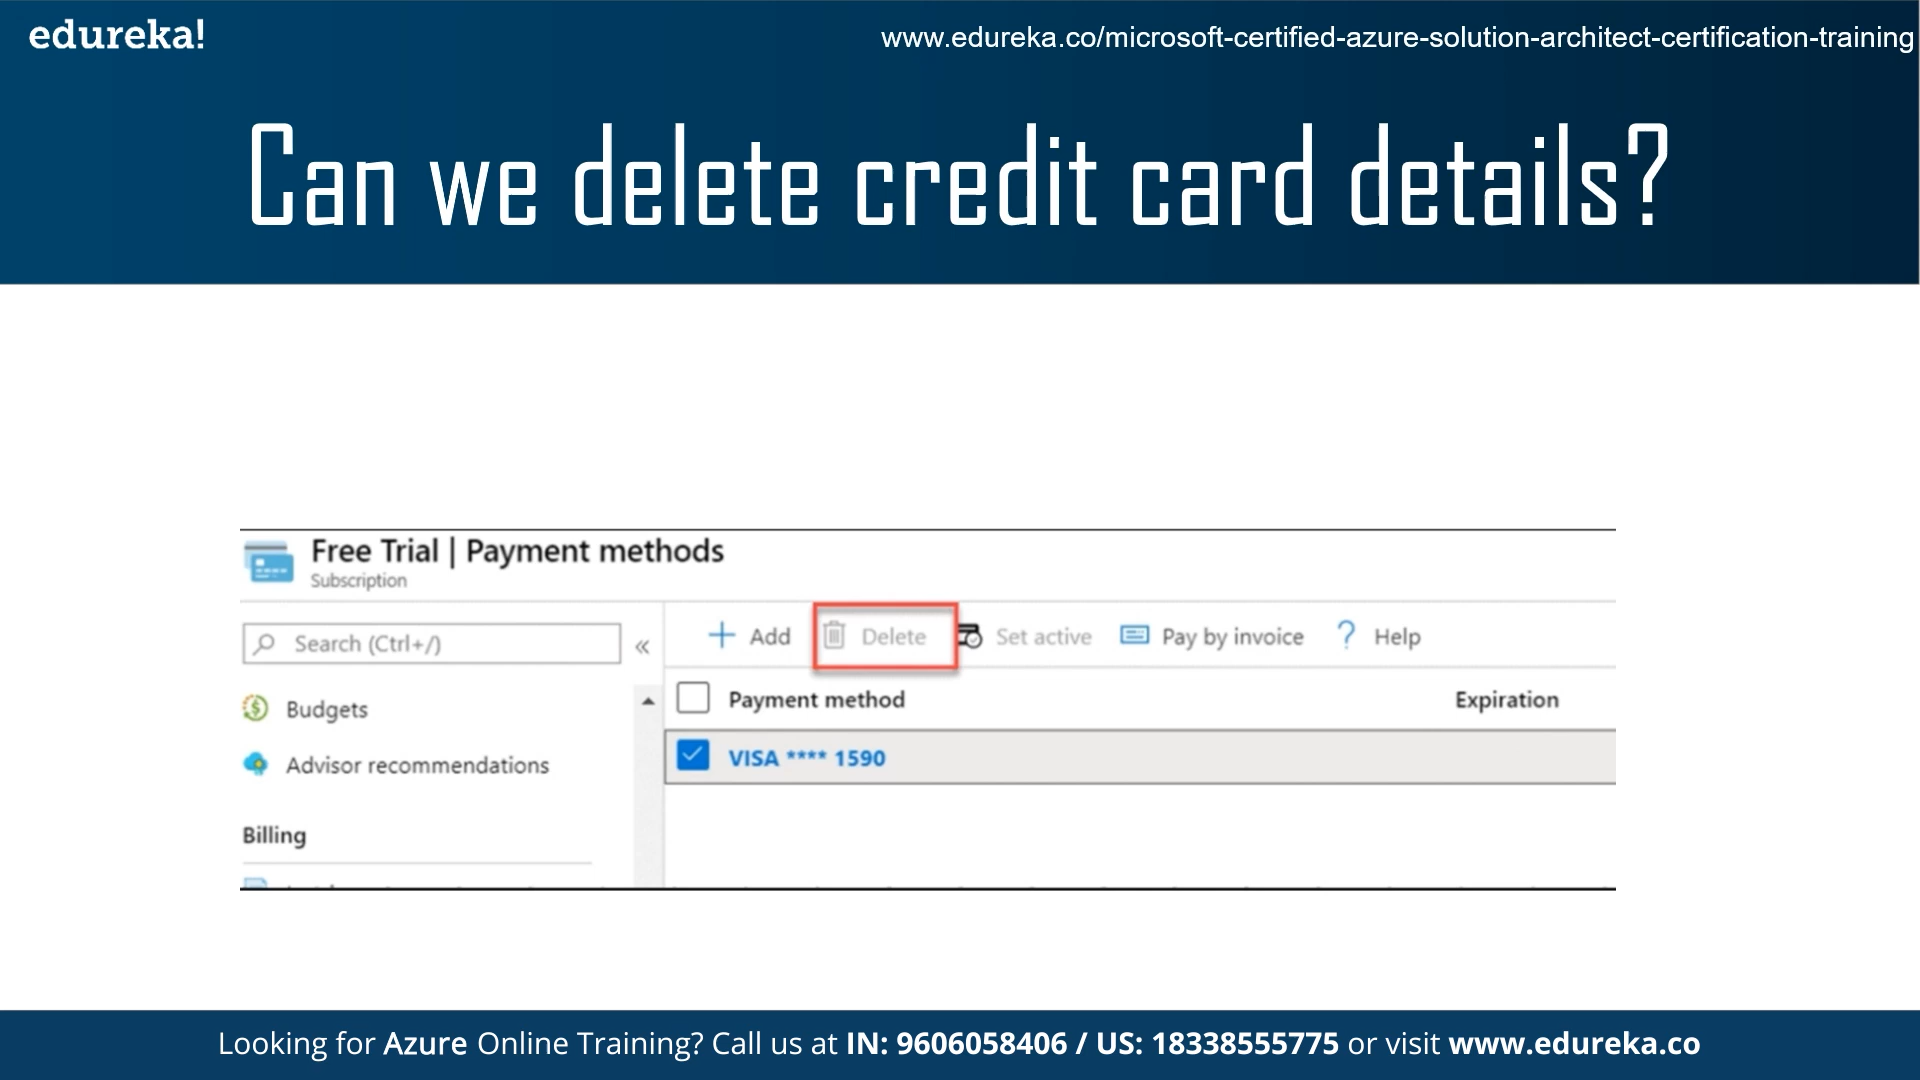 edureka!
www.edureka.co/microsoft-certified-azure-solution-architect-certification-training
Can we delete credit card details?
Free Trial | Payment methods
Subscription
Search (Ctrl+/)
«
Add
Delete
Set active
Pay by invoice
? Help
Budgets
Payment method
Expiration
Advisor recommendations
VISA **** 1590
Billing
Looking for Azure Online Training? Call us at IN: 9606058406 / US: 18338555775 or visit www.edureka.co